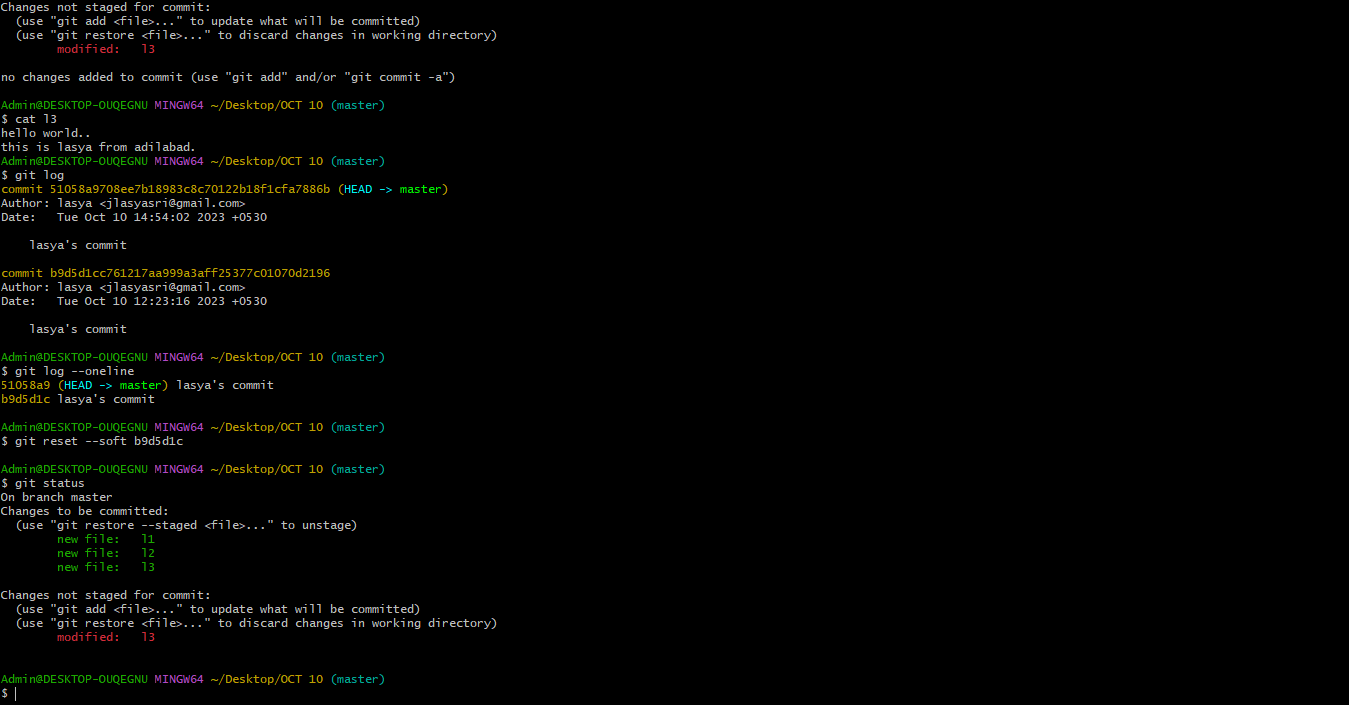 Changes not staged for commit:
  (use "git add <file>..." to update what will be committed)
  (use "git restore <file>..." to discard changes in working directory)
        modified:   l3

no changes added to commit (use "git add" and/or "git commit -a")

Admin@DESKTOP-OUQEGNU MINGW64 ~/Desktop/OCT 10 (master)
$ cat l3
hello world..
this is lasya from adilabad.
Admin@DESKTOP-OUQEGNU MINGW64 ~/Desktop/OCT 10 (master)
$ git log
commit 51058a9708ee7b18983c8c70122b18f1cfa7886b (HEAD -> master)
Author: lasya <jlasyasri@gmail.com>
Date:   Tue Oct 10 14:54:02 2023 +0530

    lasya's commit

commit b9d5d1cc761217aa999a3aff25377c01070d2196
Author: lasya <jlasyasri@gmail.com>
Date:   Tue Oct 10 12:23:16 2023 +0530

    lasya's commit

Admin@DESKTOP-OUQEGNU MINGW64 ~/Desktop/OCT 10 (master)
$ git log --oneline
51058a9 (HEAD -> master) lasya's commit
b9d5d1c lasya's commit

Admin@DESKTOP-OUQEGNU MINGW64 ~/Desktop/OCT 10 (master)
$ git reset --soft b9d5d1c

Admin@DESKTOP-OUQEGNU MINGW64 ~/Desktop/OCT 10 (master)
$ git status
On branch master
Changes to be committed:
  (use "git restore --staged <file>..." to unstage)
        new file:   l1
        new file:   l2
        new file:   l3

Changes not staged for commit:
  (use "git add <file>..." to update what will be committed)
  (use "git restore <file>..." to discard changes in working directory)
        modified:   l3


Admin@DESKTOP-OUQEGNU MINGW64 ~/Desktop/OCT 10 (master)
$